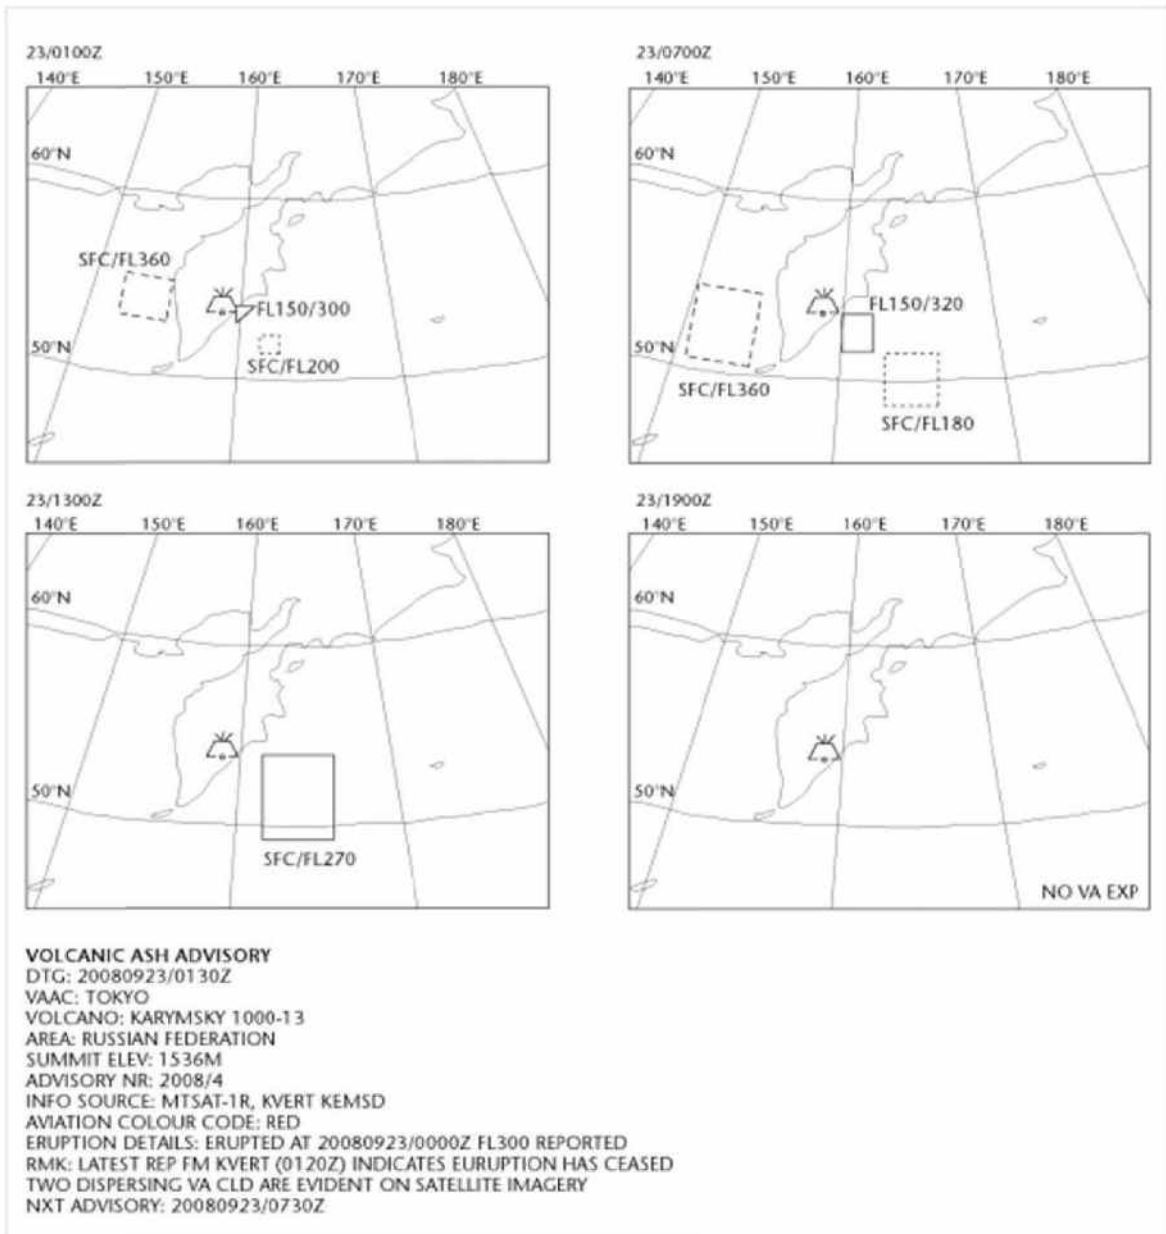 23/0100Z
140°E 150°E 160°E 170°E 180°E
60°N
SFC/FL360
FL150/300
50°N
SFC/FL200
23/0700Z
140°E 150°E 160°E 170°E 180°E
60°N
FL150/320
50°N
SFC/FL360
SFC/FL180
23/1300Z
140°E 150°E 160°E 170°E 180°E
60°N
50°N
SFC/FL270
23/1900Z
140°E 150°E 160°E 170°E 180°E
60°N
50°N
NO VA EXP
VOLCANIC ASH ADVISORY
DTG: 20080923/0130Z
VAAC: TOKYO
VOLCANO: KARYMSKY 1000-13
AREA: RUSSIAN FEDERATION
SUMMIT ELEV: 1536M
ADVISORY NR: 2008/4
INFO SOURCE: MTSAT-1R, KVERT KEMSD
AVIATION COLOUR CODE: RED
ERUPTION DETAILS: ERUPTED AT 20080923/0000Z FL300 REPORTED
RMK: LATEST REP FM KVERT (0120Z) INDICATES EURUPTION HAS CEASED
TWO DISPERSING VA CLD ARE EVIDENT ON SATELLITE IMAGERY
NXT ADVISORY: 20080923/0730Z